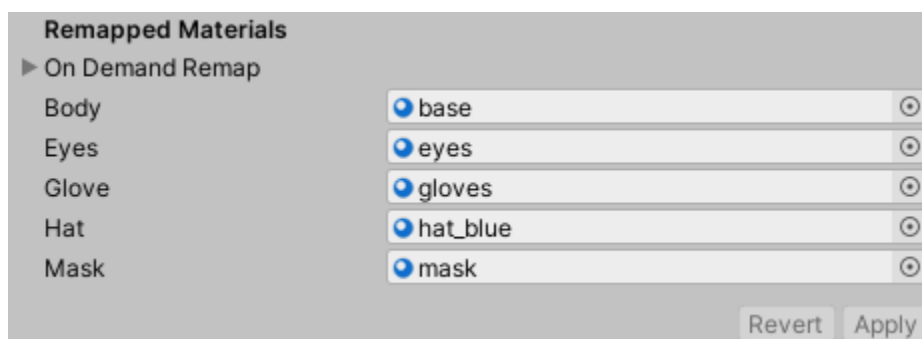 Remapped Materials
On Demand Remap
Body base
Eyes eyes
Glove gloves
Hat hat_blue
Mask mask
Revert Apply